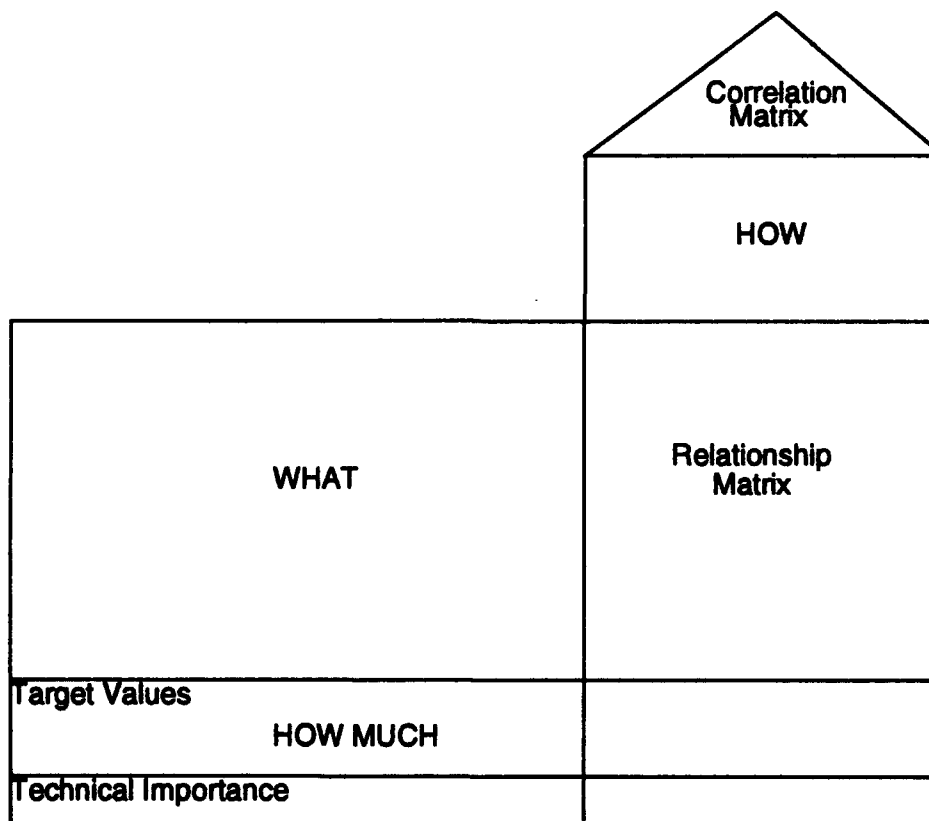 Correlation
Matrix
HOW
WHAT
Relationship
Matrix
Target Values
HOW MUCH
Technical Importance